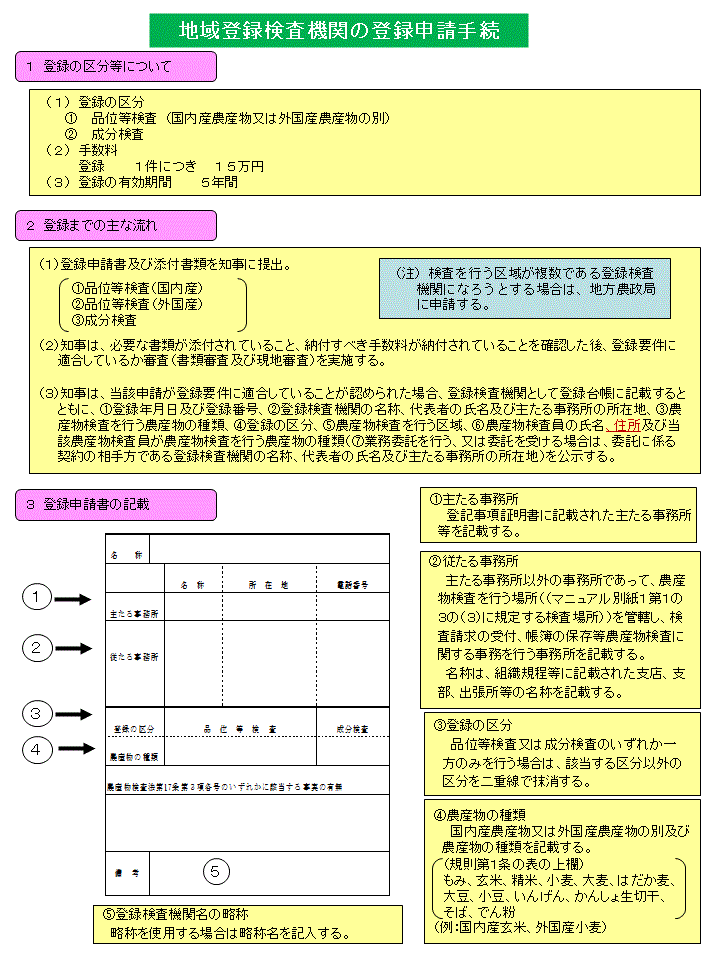 地域登録検査機関の登録申請手続
１　登録の区分等について
（１）登録の区分
①　品位等検査（国内産農産物又は外国産農産物の別）
②　成分検査
（２）手数料
登録　　１件につき　１５万円
（３）登録の有効期間　　５年間
２　登録までの主な流れ
（１）登録申請書及び添付書類を知事に提出。
①品位等検査（国内産）
②品位等検査（外国産）
③成分検査
（注）検査を行う区域が複数である登録検査
機関になろうとする場合は、地方農政局
に申請する。
（２）知事は、必要な書類が添付されていること、納付すべき手数料が納付されていることを確認した後、登録要件に
適合しているか審査（書類審査及び現地審査）を実施する。
（３）知事は、当該申請が登録要件に適合していることが認められた場合、登録検査機関として登録台帳に記載すると
ともに、①登録年月日及び登録番号、②登録検査機関の名称、代表者の氏名及び主たる事務所の所在地、③農
産物検査を行う農産物の種類、④登録の区分、⑤農産物検査を行う区域、⑥農産物検査員の氏名、住所及び当
該農産物検査員が農産物検査を行う農産物の種類（⑦業務委託を行う、又は委託を受ける場合は、委託に係る
契約の相手方である登録検査機関の名称、代表者の氏名及び主たる事務所の所在地）を公示する。
３　登録申請書の記載
名　称
名　称　所　在　地　電話番号
①
主たる事務所
②
従たる事務所
③
登録の区分　品　位　等　検　査　成分検査
④
農産物の種類
農産物検査法第17条第２項各号のいずれかに該当する事実の有無
備　考　⑤
①主たる事務所
登記事項証明書に記載された主たる事務所
等を記載する。
②従たる事務所
主たる事務所以外の事務所であって、農産
物検査を行う場所（（マニュアル別紙１第１の
３の（３）に規定する検査場所））を管轄し、検
査請求の受付、帳簿の保存等農産物検査に
関する事務を行う事務所を記載する。
名称は、組織規程等に記載された支店、支
部、出張所等の名称を記載する。
③登録の区分
品位等検査又は成分検査のいずれか一
方のみを行う場合は、該当する区分以外の
区分を二重線で抹消する。
④農産物の種類
国内産農産物又は外国産農産物の別及び
農産物の種類を記載する。
（規則第１条の表の上欄）
もみ、玄米、精米、小麦、大麦、はだか麦、
大豆、小豆、いんげん、かんしょ生切干、
そば、でん粉
（例：国内産玄米、外国産小麦）
⑤登録検査機関名の略称
略称を使用する場合は略称名を記入する。